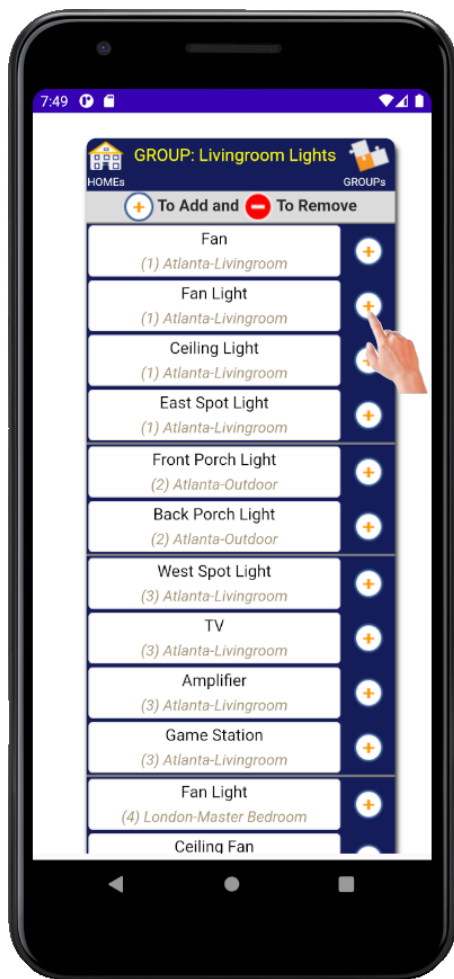 7:49
GROUP: Livingroom Lights
HOMEs
GROUPs
To Add and To Remove
Fan
(1) Atlanta-Livingroom
Fan Light
(1) Atlanta-Livingroom
Ceiling Light
(1) Atlanta-Livingroom
East Spot Light
(1) Atlanta-Livingroom
Front Porch Light
(2) Atlanta-Outdoor
Back Porch Light
(2) Atlanta-Outdoor
West Spot Light
(3) Atlanta-Livingroom
TV
(3) Atlanta-Livingroom
Amplifier
(3) Atlanta-Livingroom
Game Station
(3) Atlanta-Livingroom
Fan Light
(4) London-Master Bedroom
Ceiling Fan